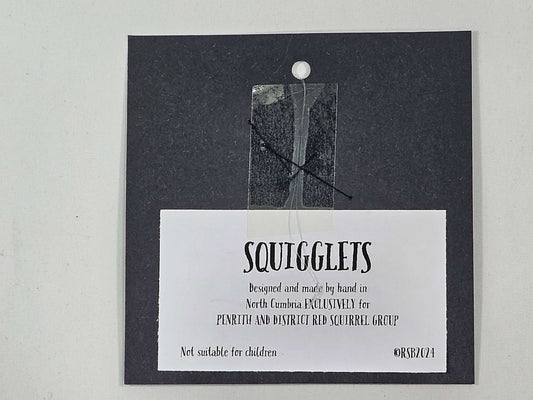 SQUIGGLETS
Designed and made by hand in
North Cumbria EXCLUSIVELY for
PENRITH AND DISTRICT RED SQUIRREL GROUP
Not suitable for children ©RSB2024